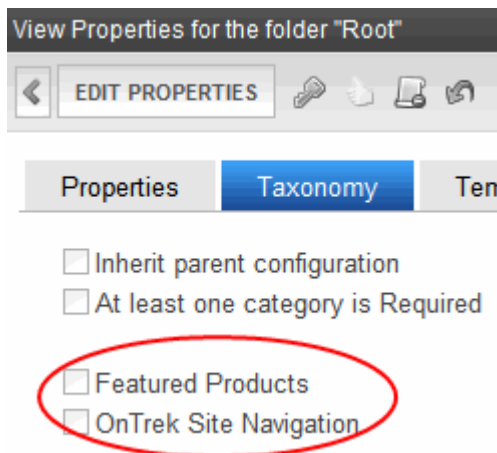 View Properties for the folder "Root"
EDIT PROPERTIES
Properties Taxonomy Tem
Inherit parent configuration
At least one category is Required
Featured Products
OnTrek Site Navigation